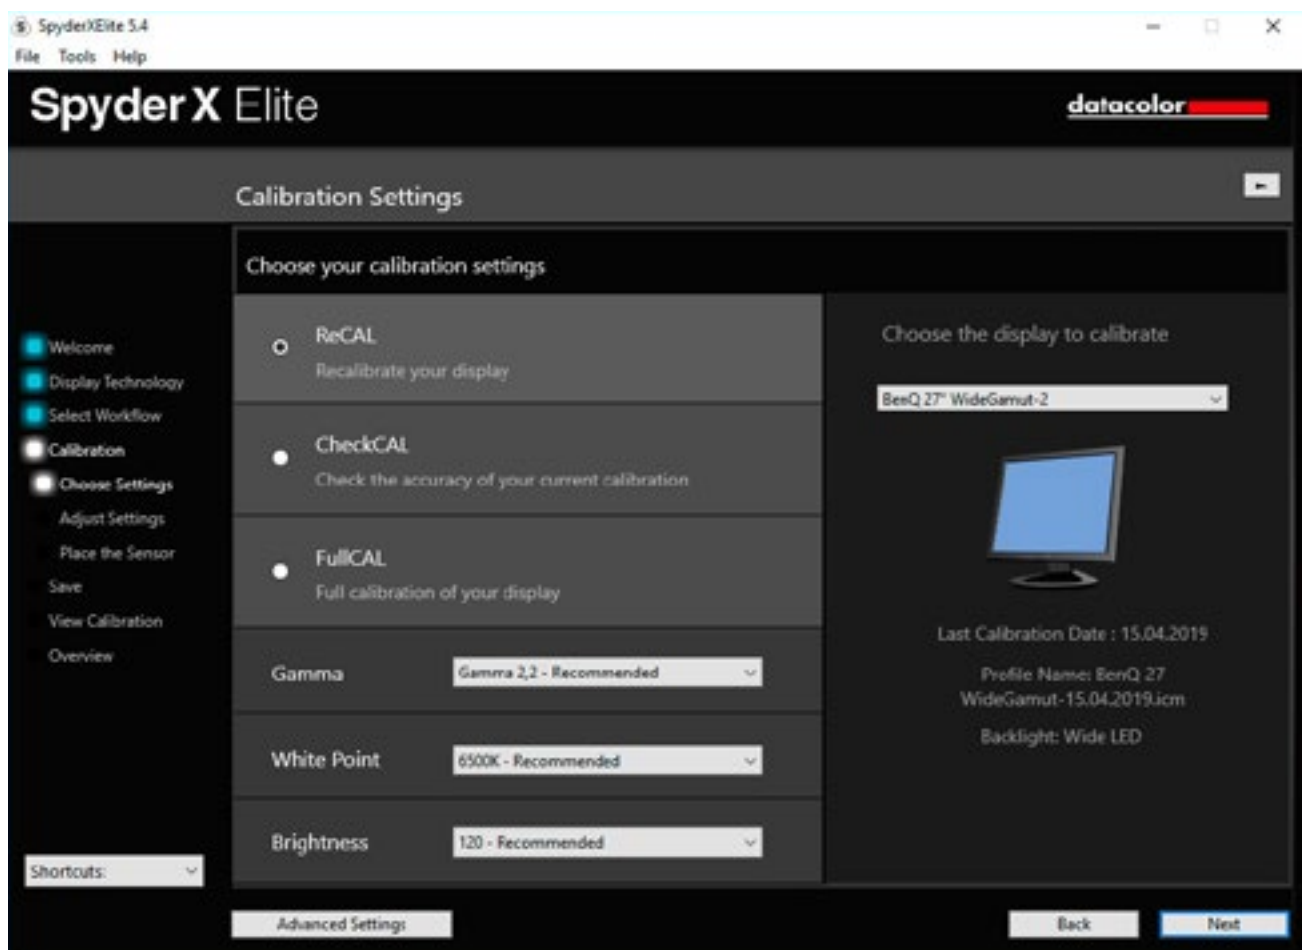 SpyderXElite 5.4
File Tools Help
SpyderX Elite
datacolor
Calibration Settings
Choose your calibration settings
Welcome
Display Technology
Select Workflow
Calibration
Choose Settings
Adjust Settings
Place the Sensor
Save
View Calibration
Overview
Shortcuts:
ReCAL
Recalibrate your display
CheckCAL
Check the accuracy of your current calibration
FullCAL
Full calibration of your display
Gamma Gamma 2,2 - Recommended
White Point 6500K - Recommended
Brightness 120 - Recommended
Choose the display to calibrate
BenQ 27" WideGamut-2
Last Calibration Date : 15.04.2019
Profile Name: BenQ 27
WideGamut-15.04.2019.icm
Backlight: Wide LED
Advanced Settings
Back Next